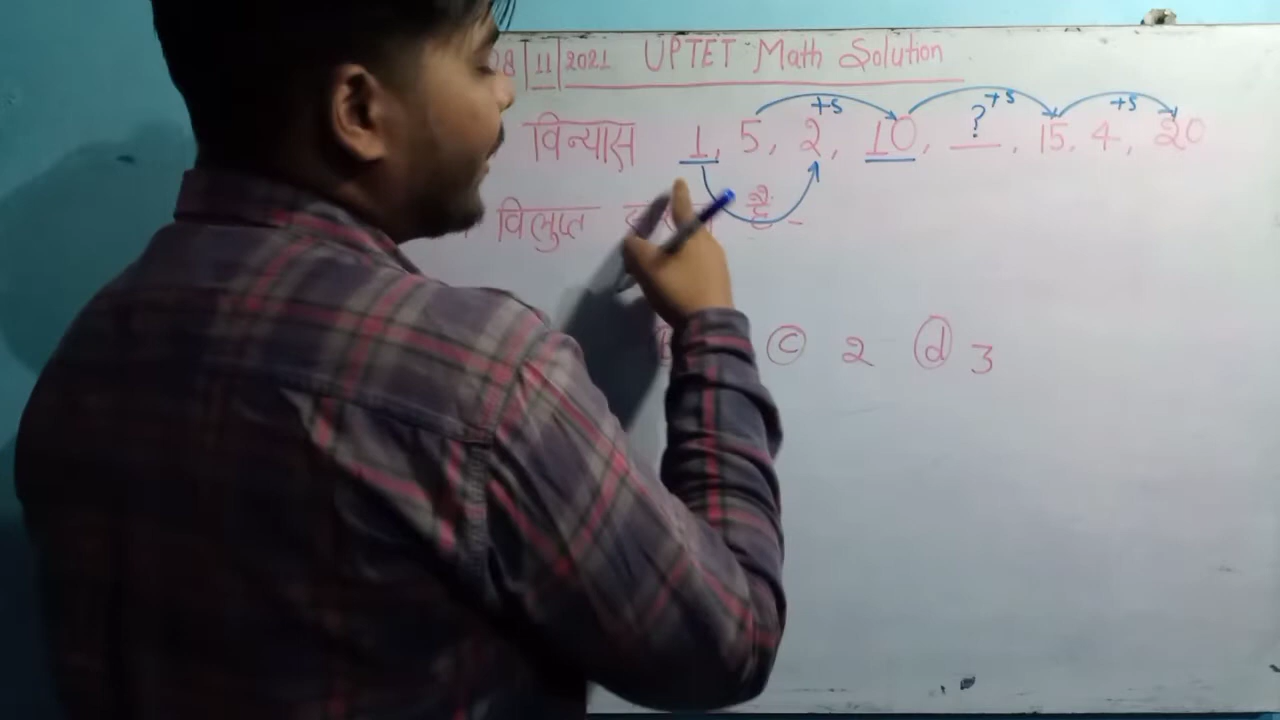 08|11|2021 UPTET Math Solution
विन्यास 1, 5, 2, 10, ?, 15, 4, 20
+5 +5 +5
विलुप्त है -
ⓒ 2 ⓓ 3